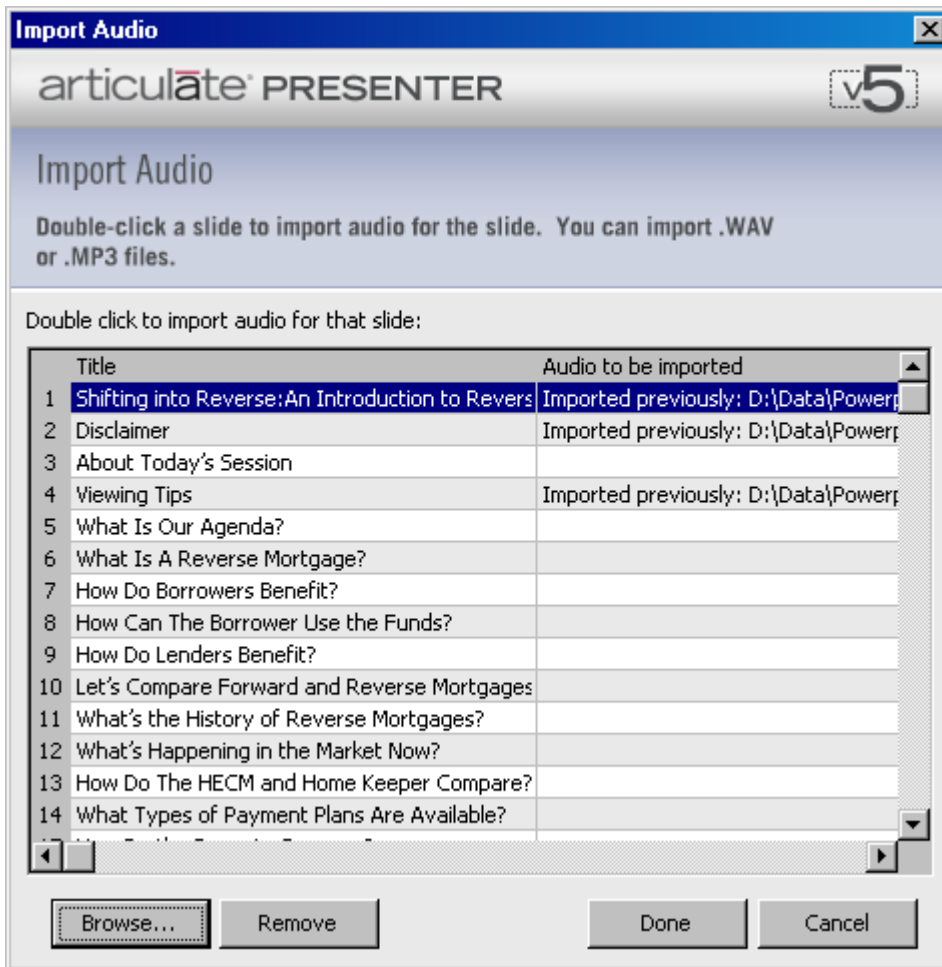 Import Audio
articulāte PRESENTER v5
Import Audio
Double-click a slide to import audio for the slide. You can import .WAV
or .MP3 files.
Double click to import audio for that slide:
Title Audio to be imported
1 Shifting into Reverse:An Introduction to Revers Imported previously: D:\Data\Powerp
2 Disclaimer Imported previously: D:\Data\Powerp
3 About Today's Session
4 Viewing Tips Imported previously: D:\Data\Powerp
5 What Is Our Agenda?
6 What Is A Reverse Mortgage?
7 How Do Borrowers Benefit?
8 How Can The Borrower Use the Funds?
9 How Do Lenders Benefit?
10 Let's Compare Forward and Reverse Mortgages
11 What's the History of Reverse Mortgages?
12 What's Happening in the Market Now?
13 How Do The HECM and Home Keeper Compare?
14 What Types of Payment Plans Are Available?
Browse... Remove Done Cancel